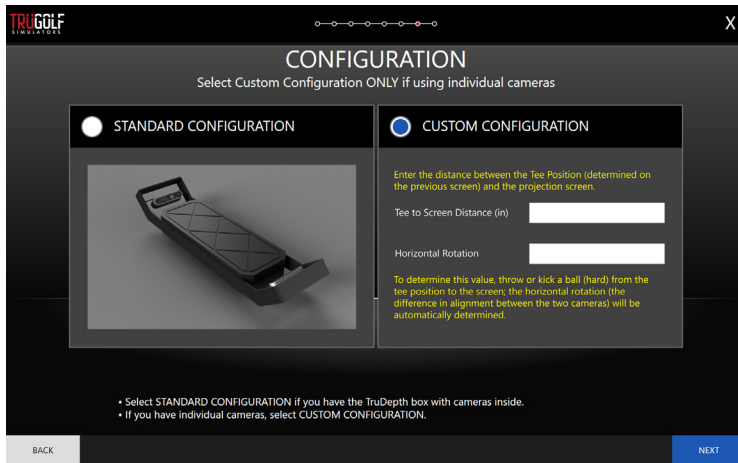 TRUGOLF
SIMULATORS
X
CONFIGURATION
Select Custom Configuration ONLY if using individual cameras
STANDARD CONFIGURATION
CUSTOM CONFIGURATION
Enter the distance between the Tee Position (determined on
the previous screen) and the projection screen.
Tee to Screen Distance (in)
Horizontal Rotation
To determine this value, throw or kick a ball (hard) from the
tee position to the screen; the horizontal rotation (the
difference in alignment between the two cameras) will be
automatically determined.
• Select STANDARD CONFIGURATION if you have the TruDepth box with cameras inside.
• If you have individual cameras, select CUSTOM CONFIGURATION.
BACK
NEXT